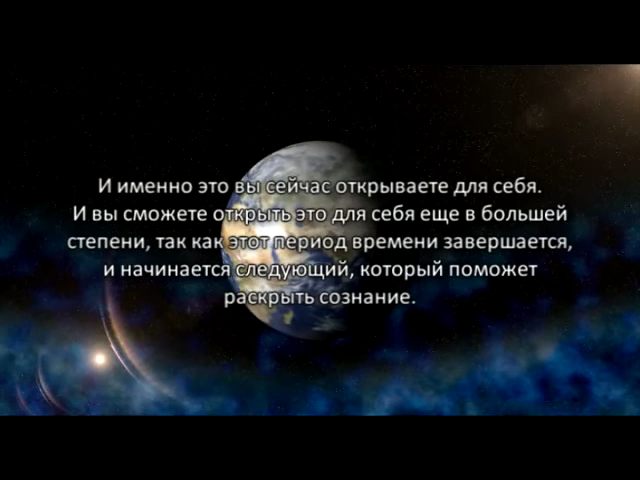 И именно это вы сейчас открываете для себя.
И вы сможете открыть это для себя еще в большей
степени, так как этот период времени завершается,
и начинается следующий, который поможет
раскрыть сознание.